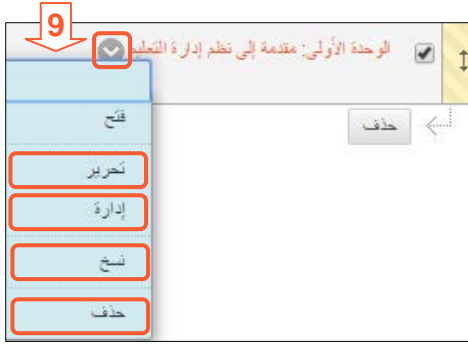 9
الوحدة الأولى: مقدمة إلى نظم إدارة التعليم
فتح
حذف
تحرير
إدارة
نسخ
حذف